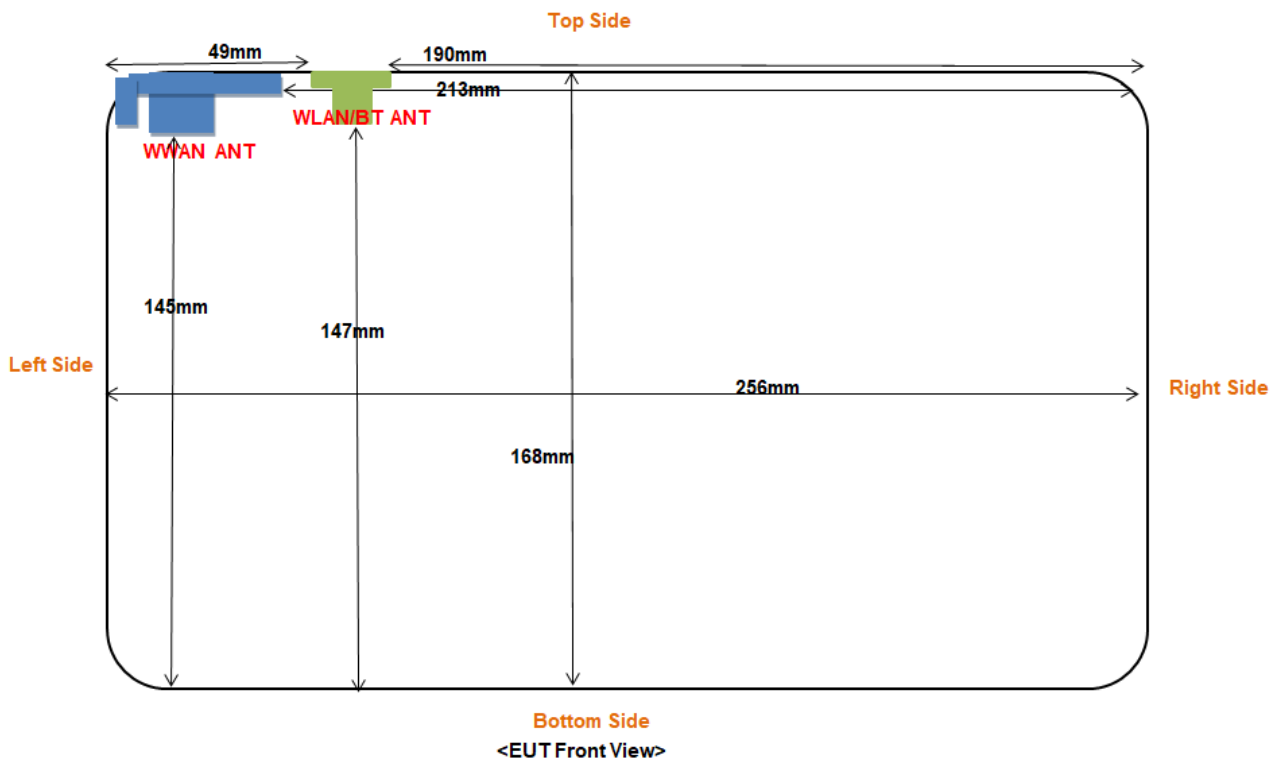 Top Side
49mm
190mm
213mm
WLAN/BT ANT
WWAN ANT
145mm
147mm
Left Side
256mm
Right Side
168mm
Bottom Side
<EUT Front View>